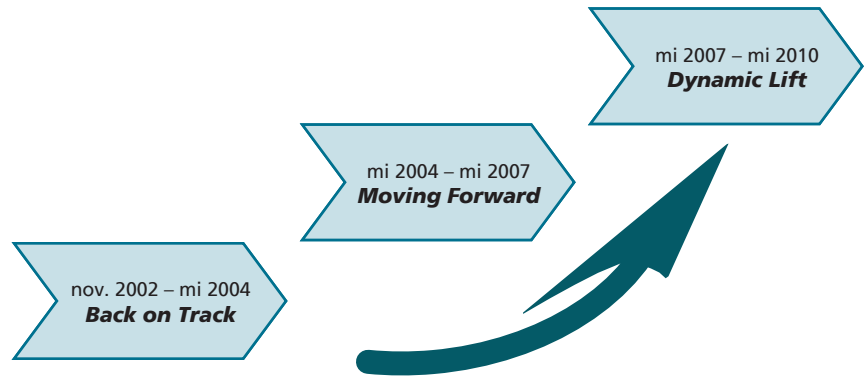 mi 2007 – mi 2010
Dynamic Lift
mi 2004 – mi 2007
Moving Forward
nov. 2002 – mi 2004
Back on Track